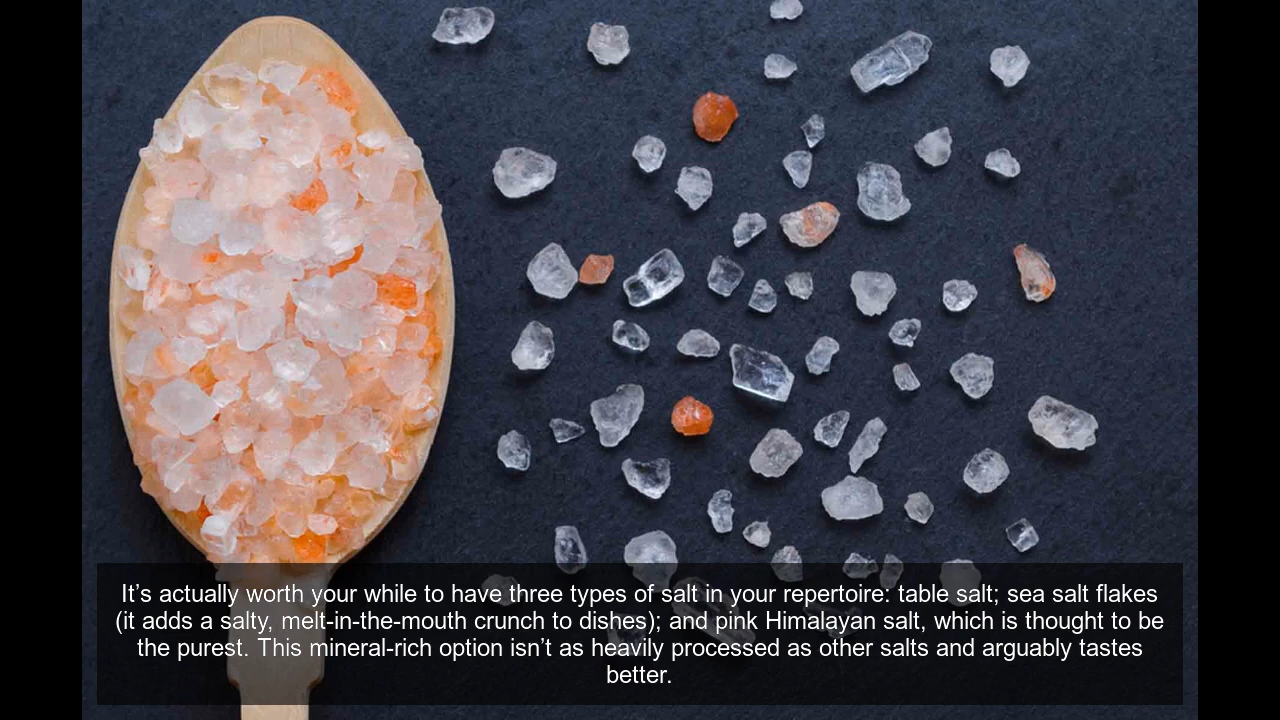 It’s actually worth your while to have three types of salt in your repertoire: table salt; sea salt flakes
(it adds a salty, melt-in-the-mouth crunch to dishes); and pink Himalayan salt, which is thought to be
the purest. This mineral-rich option isn’t as heavily processed as other salts and arguably tastes
better.